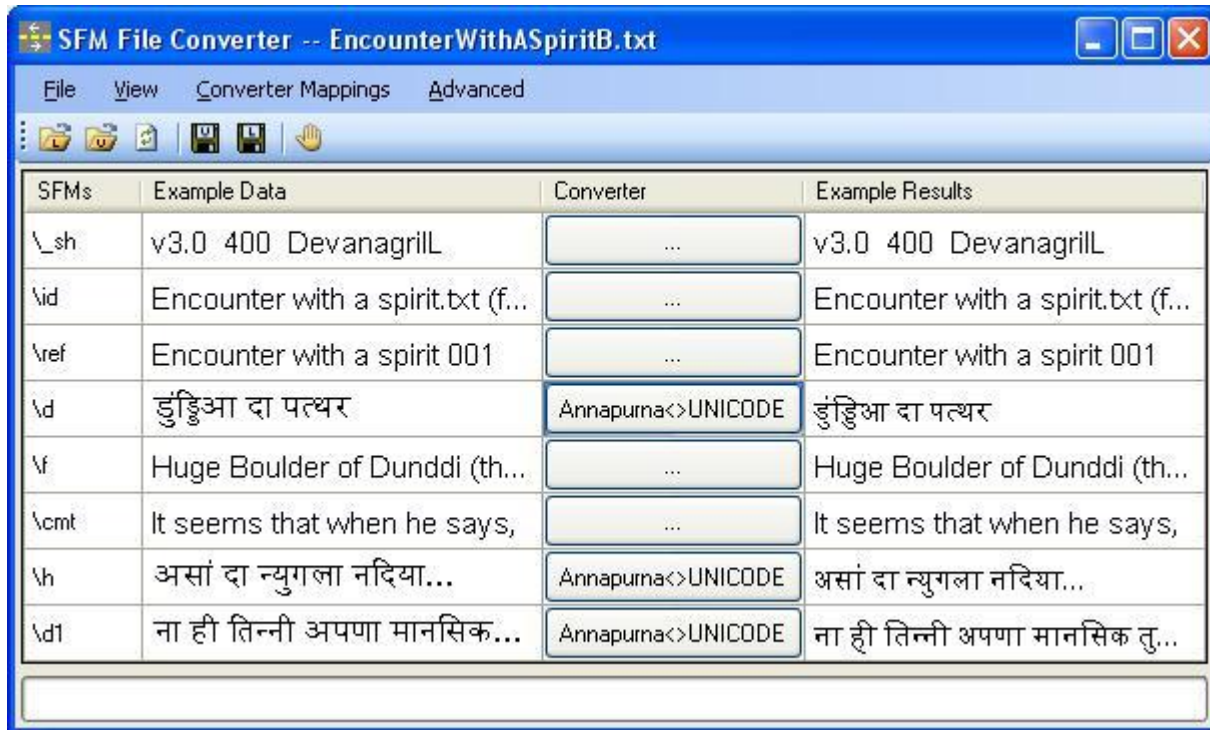 SFM File Converter -- EncounterWithASpiritB.txt
File View Converter Mappings Advanced
SFMs Example Data Converter Example Results
\_sh v3.0 400 DevanagriIL ... v3.0 400 DevanagriIL
\id Encounter with a spirit.txt (f... ... Encounter with a spirit.txt (f...
\ref Encounter with a spirit 001 ... Encounter with a spirit 001
\d डुंड्डिआ दा पत्थर Annapurna<>UNICODE डुंड्डिआ दा पत्थर
\f Huge Boulder of Dunddi (th... ... Huge Boulder of Dunddi (th...
\cmt It seems that when he says, ... It seems that when he says,
\h असां दा न्युगला नदिया... Annapurna<>UNICODE असां दा न्युगला नदिया...
\d1 ना ही तिन्नी अपणा मानसिक... Annapurna<>UNICODE ना ही तिन्नी अपणा मानसिक तु...